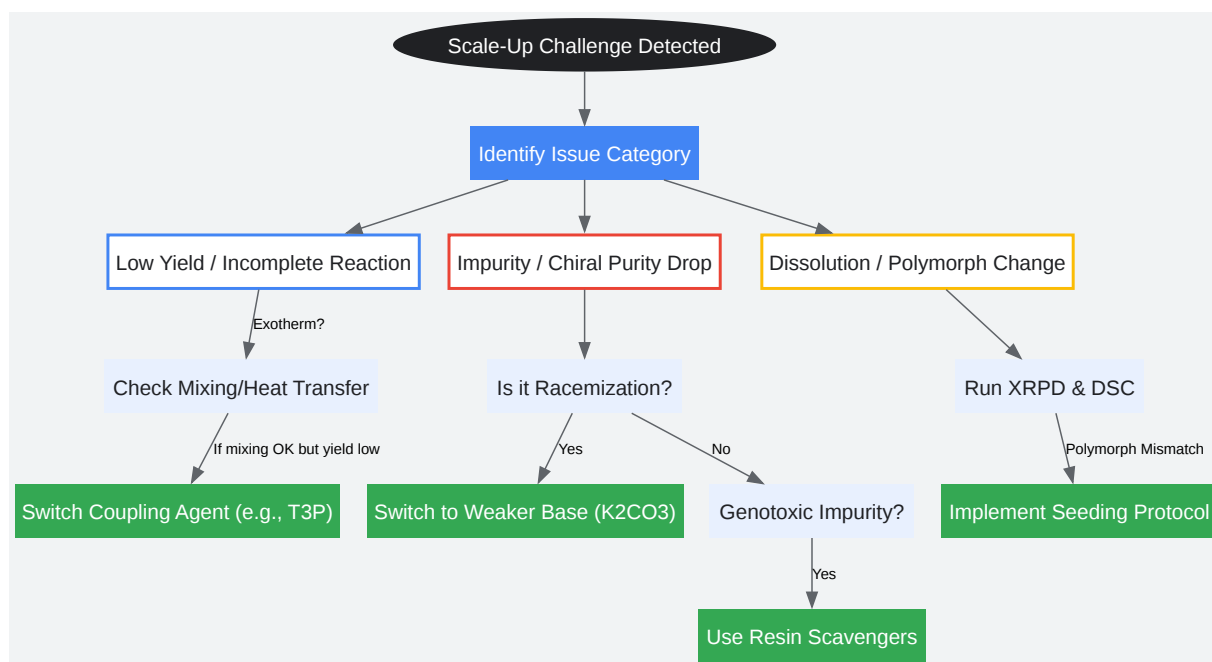 Scale-Up Challenge Detected
Identify Issue Category
Low Yield / Incomplete Reaction
Impurity / Chiral Purity Drop
Dissolution / Polymorph Change
Exotherm?
Check Mixing/Heat Transfer
Is it Racemization?
Run XRPD & DSC
If mixing OK but yield low
Yes
No
Polymorph Mismatch
Switch Coupling Agent (e.g., T3P)
Switch to Weaker Base (K2CO3)
Genotoxic Impurity?
Implement Seeding Protocol
Yes
Use Resin Scavengers